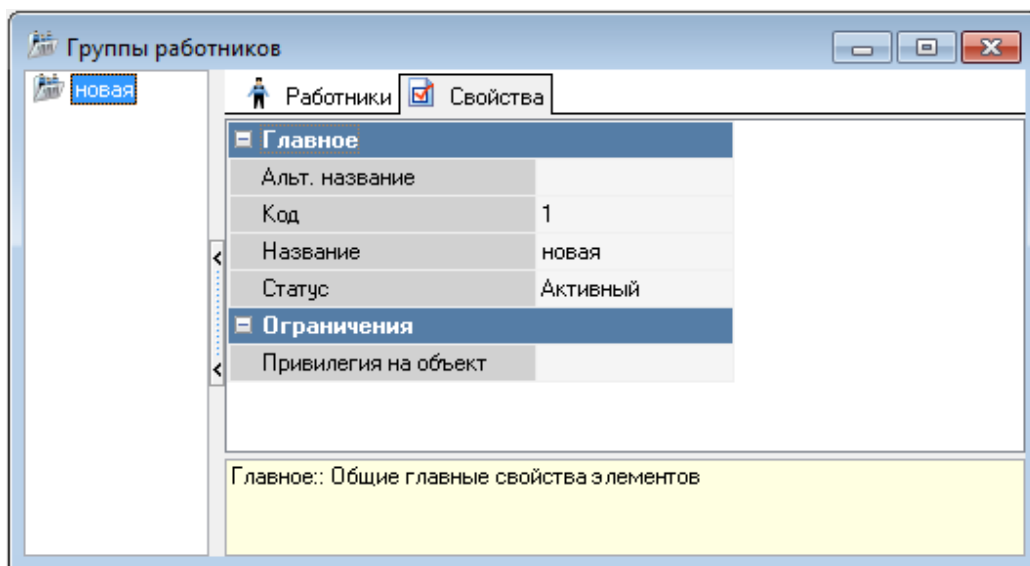 Группы работников
новая
Работники Свойства
Главное
Альт. название
Код 1
Название новая
Статус Активный
Ограничения
Привилегия на объект
Главное:: Общие главные свойства элементов